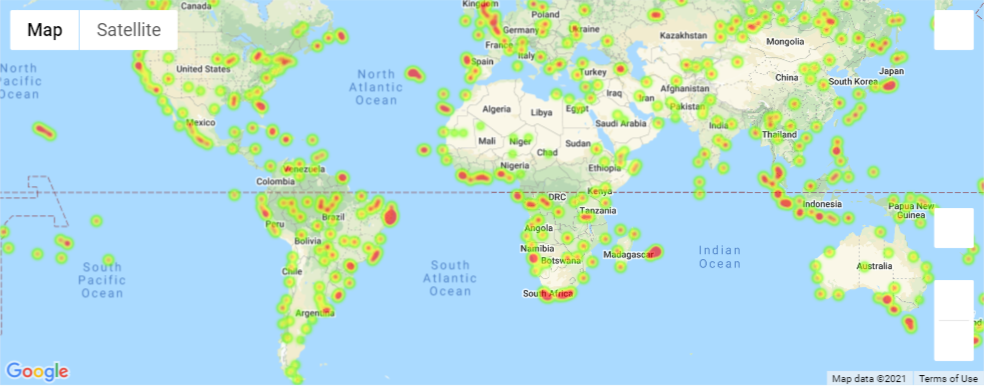 Map Satellite
Canada
Kingdom
Poland
Germany
Ukraine
Kazakhstan
Mongolia
France
Italy
Spain
Turkey
United States
North
Pacific
Ocean
North
Atlantic
Ocean
China
South Korea
Japan
Afghanistan
Iraq
Iran
Pakistan
Algeria
Libya
Egypt
Saudi Arabia
India
Mexico
Mali
Niger
Chad
Sudan
Thailand
Nigeria
Ethiopia
Venezuela
Colombia
Kenya
DRC
Tanzania
Indonesia
Papua New
Guinea
Brazil
Peru
Angola
Bolivia
Namibia
Botswana
Madagascar
Indian
Ocean
Australia
South
Pacific
Ocean
Chile
South
Atlantic
Ocean
South Africa
Argentina
Google
Map data ©2021 Terms of Use